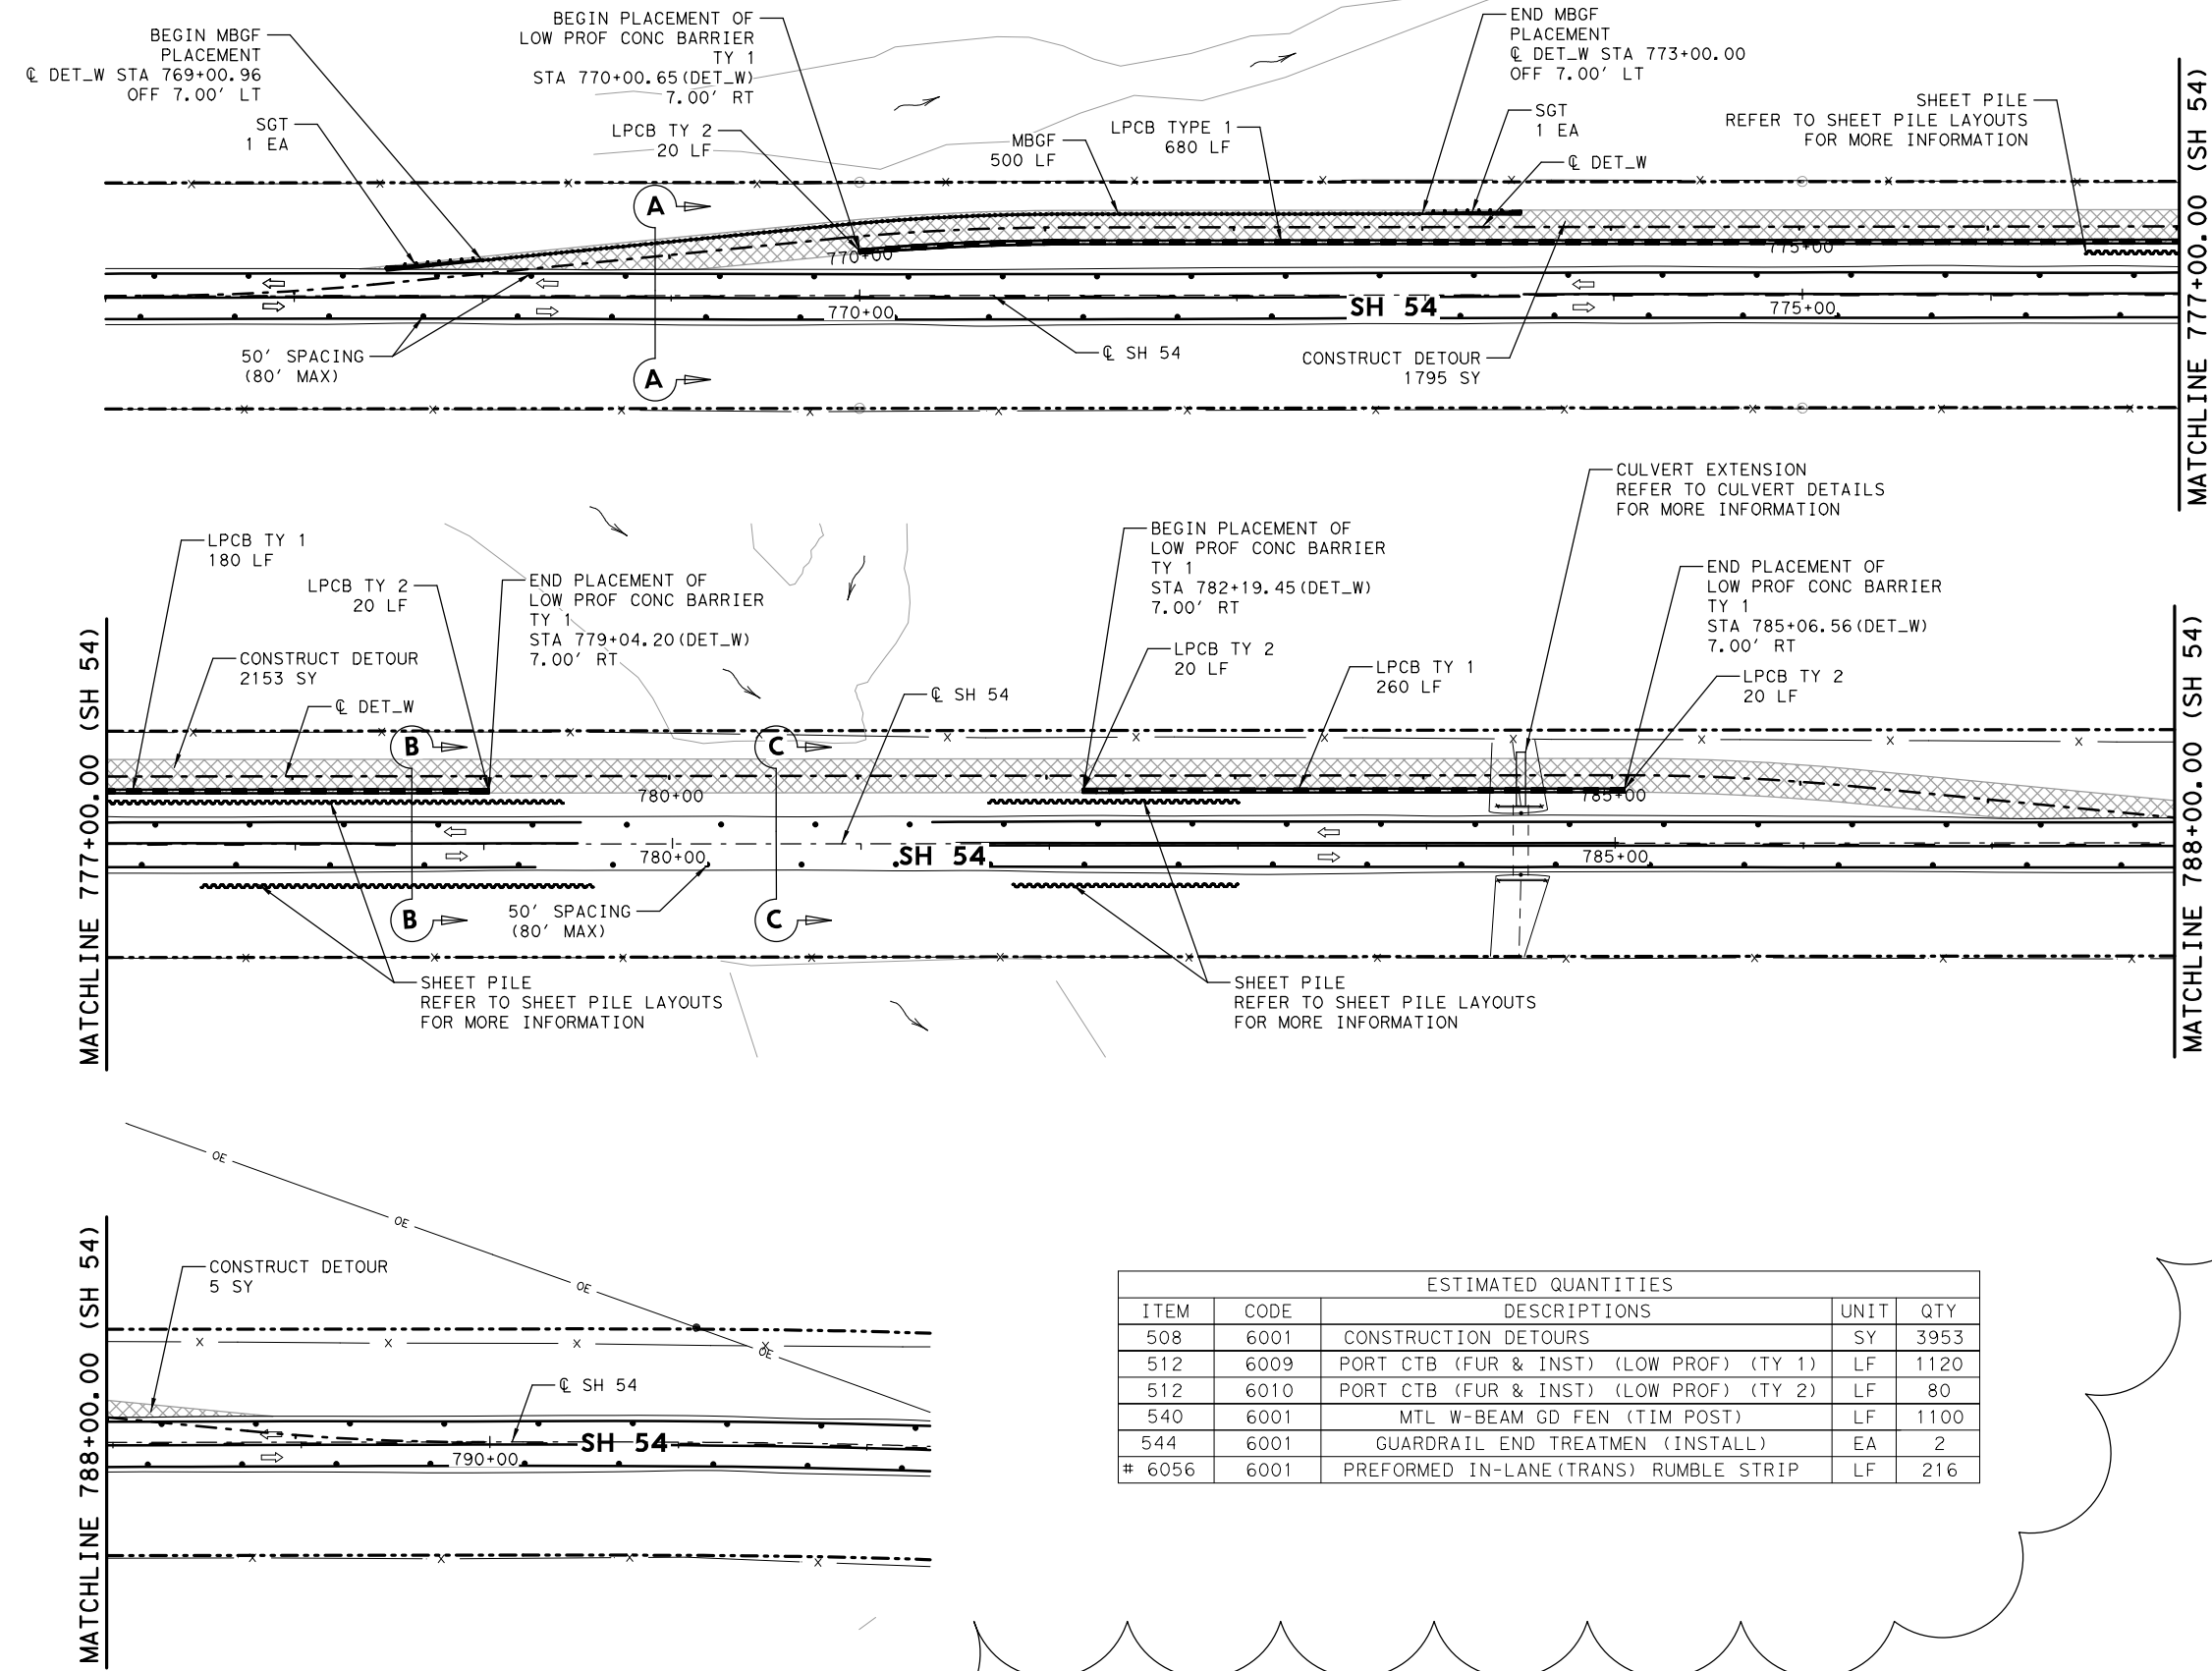 BEGIN MBGF
PLACEMENT
℄ DET_W STA 769+00.96
OFF 7.00' LT
SGT
1 EA
BEGIN PLACEMENT OF
LOW PROF CONC BARRIER
TY 1
STA 770+00.65(DET_W)
7.00' RT
LPCB TY 2
20 LF
MBGF
500 LF
LPCB TYPE 1
680 LF
END MBGF
PLACEMENT
℄ DET_W STA 773+00.00
OFF 7.00' LT
SGT
1 EA
℄ DET_W
SHEET PILE
REFER TO SHEET PILE LAYOUTS
FOR MORE INFORMATION
MATCHLINE 777+00.00 (SH 54)
A
770+00
775+00
770+00
SH 54
775+00
50' SPACING
(80' MAX)
A
℄ SH 54
CONSTRUCT DETOUR
1795 SY
MATCHLINE 777+00.00 (SH 54)
LPCB TY 1
180 LF
LPCB TY 2
20 LF
END PLACEMENT OF
LOW PROF CONC BARRIER
TY 1
STA 779+04.20(DET_W)
7.00' RT
CONSTRUCT DETOUR
2153 SY
℄ DET_W
℄ SH 54
BEGIN PLACEMENT OF
LOW PROF CONC BARRIER
TY 1
STA 782+19.45(DET_W)
7.00' RT
LPCB TY 2
20 LF
LPCB TY 1
260 LF
CULVERT EXTENSION
REFER TO CULVERT DETAILS
FOR MORE INFORMATION
END PLACEMENT OF
LOW PROF CONC BARRIER
TY 1
STA 785+06.56(DET_W)
7.00' RT
LPCB TY 2
20 LF
MATCHLINE 788+00.00 (SH 54)
B
C
780+00
785+00
780+00
SH 54
785+00
B
50' SPACING
(80' MAX)
C
SHEET PILE
REFER TO SHEET PILE LAYOUTS
FOR MORE INFORMATION
SHEET PILE
REFER TO SHEET PILE LAYOUTS
FOR MORE INFORMATION
MATCHLINE 788+00.00 (SH 54)
OE
OE
OE
OE
CONSTRUCT DETOUR
5 SY
℄ SH 54
SH 54
790+00
ESTIMATED QUANTITIES
ITEM CODE DESCRIPTIONS UNIT QTY
508 6001 CONSTRUCTION DETOURS SY 3953
512 6009 PORT CTB (FUR & INST) (LOW PROF) (TY 1) LF 1120
512 6010 PORT CTB (FUR & INST) (LOW PROF) (TY 2) LF 80
540 6001 MTL W-BEAM GD FEN (TIM POST) LF 1100
544 6001 GUARDRAIL END TREATMEN (INSTALL) EA 2
# 6056 6001 PREFORMED IN-LANE(TRANS) RUMBLE STRIP LF 216